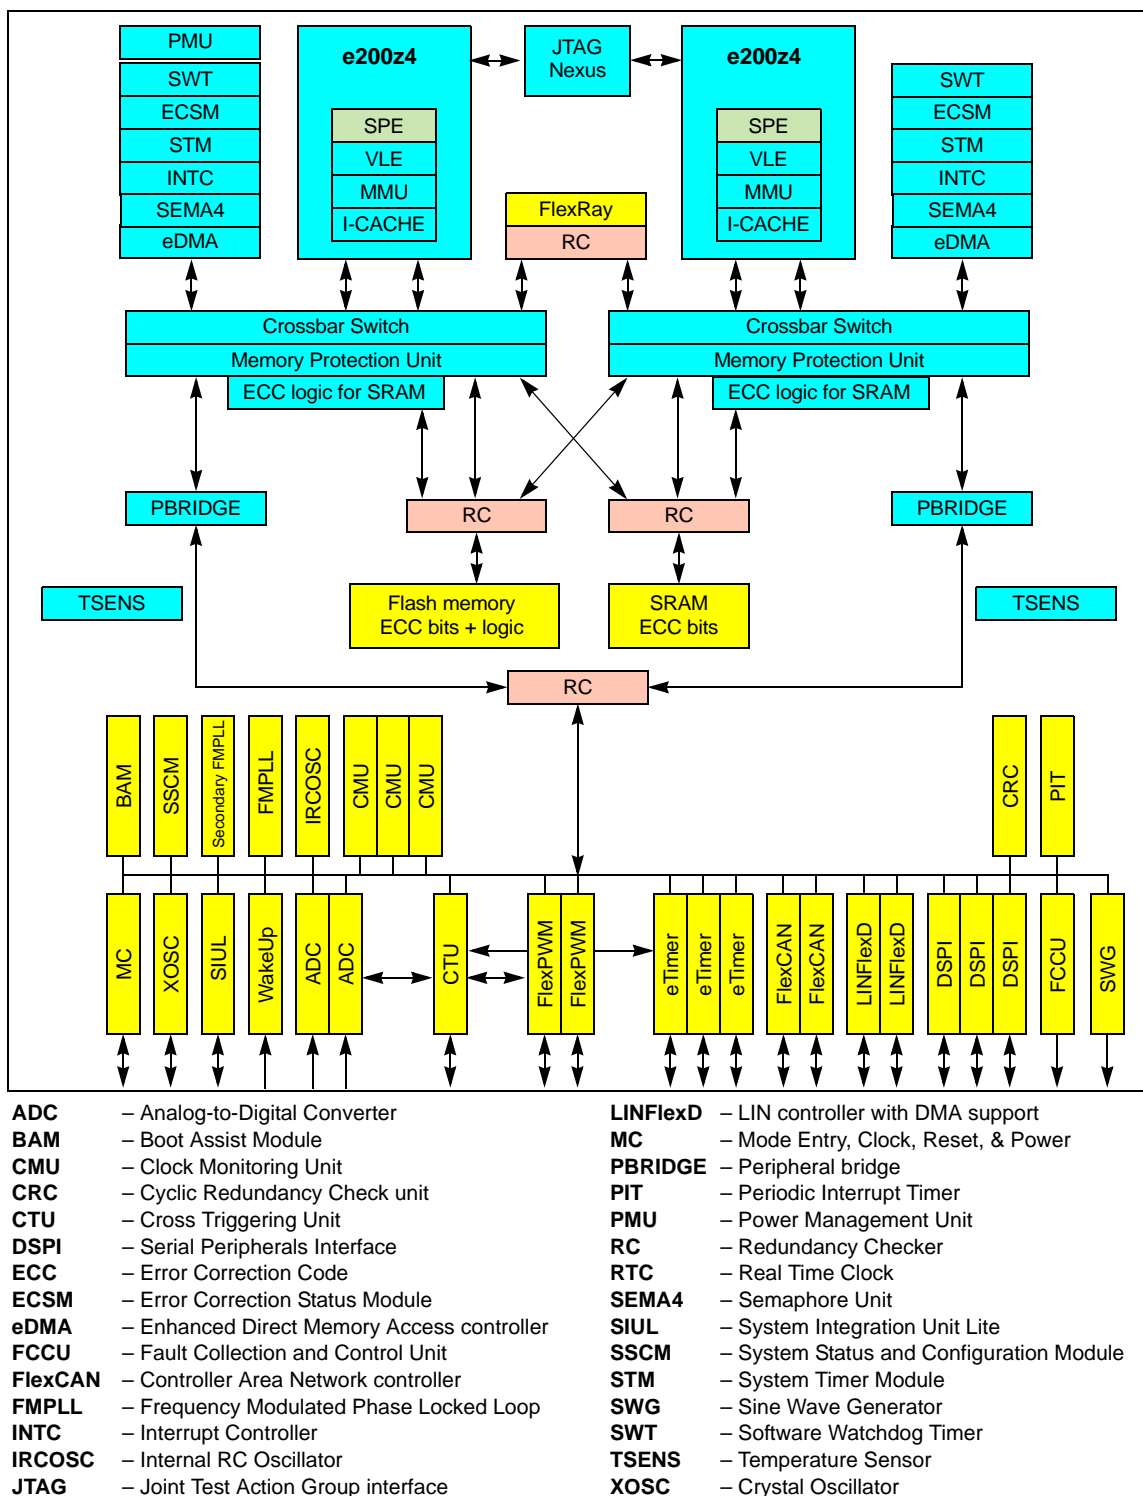 PMU
SWT
ECSM
STM
INTC
SEMA4
eDMA
e200z4
SPE
VLE
MMU
I-CACHE
JTAG
Nexus
FlexRay
RC
e200z4
SPE
VLE
MMU
I-CACHE
SWT
ECSM
STM
INTC
SEMA4
eDMA
Crossbar Switch
Memory Protection Unit
ECC logic for SRAM
Crossbar Switch
Memory Protection Unit
ECC logic for SRAM
PBRIDGE
RC
RC
PBRIDGE
TSENS
Flash memory
ECC bits + logic
SRAM
ECC bits
TSENS
RC
BAM
SSCM
Secondary FMPLL
FMPLL
IRCOSC
CMU
CMU
CMU
CRC
PIT
MC
XOSC
SIUL
WakeUp
ADC
ADC
CTU
FlexPWM
FlexPWM
eTimer
eTimer
eTimer
FlexCAN
FlexCAN
LINFlexD
LINFlexD
DSPI
DSPI
DSPI
FCCU
SWG
ADC – Analog-to-Digital Converter
BAM – Boot Assist Module
CMU – Clock Monitoring Unit
CRC – Cyclic Redundancy Check unit
CTU – Cross Triggering Unit
DSPI – Serial Peripherals Interface
ECC – Error Correction Code
ECSM – Error Correction Status Module
eDMA – Enhanced Direct Memory Access controller
FCCU – Fault Collection and Control Unit
FlexCAN – Controller Area Network controller
FMPLL – Frequency Modulated Phase Locked Loop
INTC – Interrupt Controller
IRCOSC – Internal RC Oscillator
JTAG – Joint Test Action Group interface
LINFlexD – LIN controller with DMA support
MC – Mode Entry, Clock, Reset, & Power
PBRIDGE – Peripheral bridge
PIT – Periodic Interrupt Timer
PMU – Power Management Unit
RC – Redundancy Checker
RTC – Real Time Clock
SEMA4 – Semaphore Unit
SIUL – System Integration Unit Lite
SSCM – System Status and Configuration Module
STM – System Timer Module
SWG – Sine Wave Generator
SWT – Software Watchdog Timer
TSENS – Temperature Sensor
XOSC – Crystal Oscillator